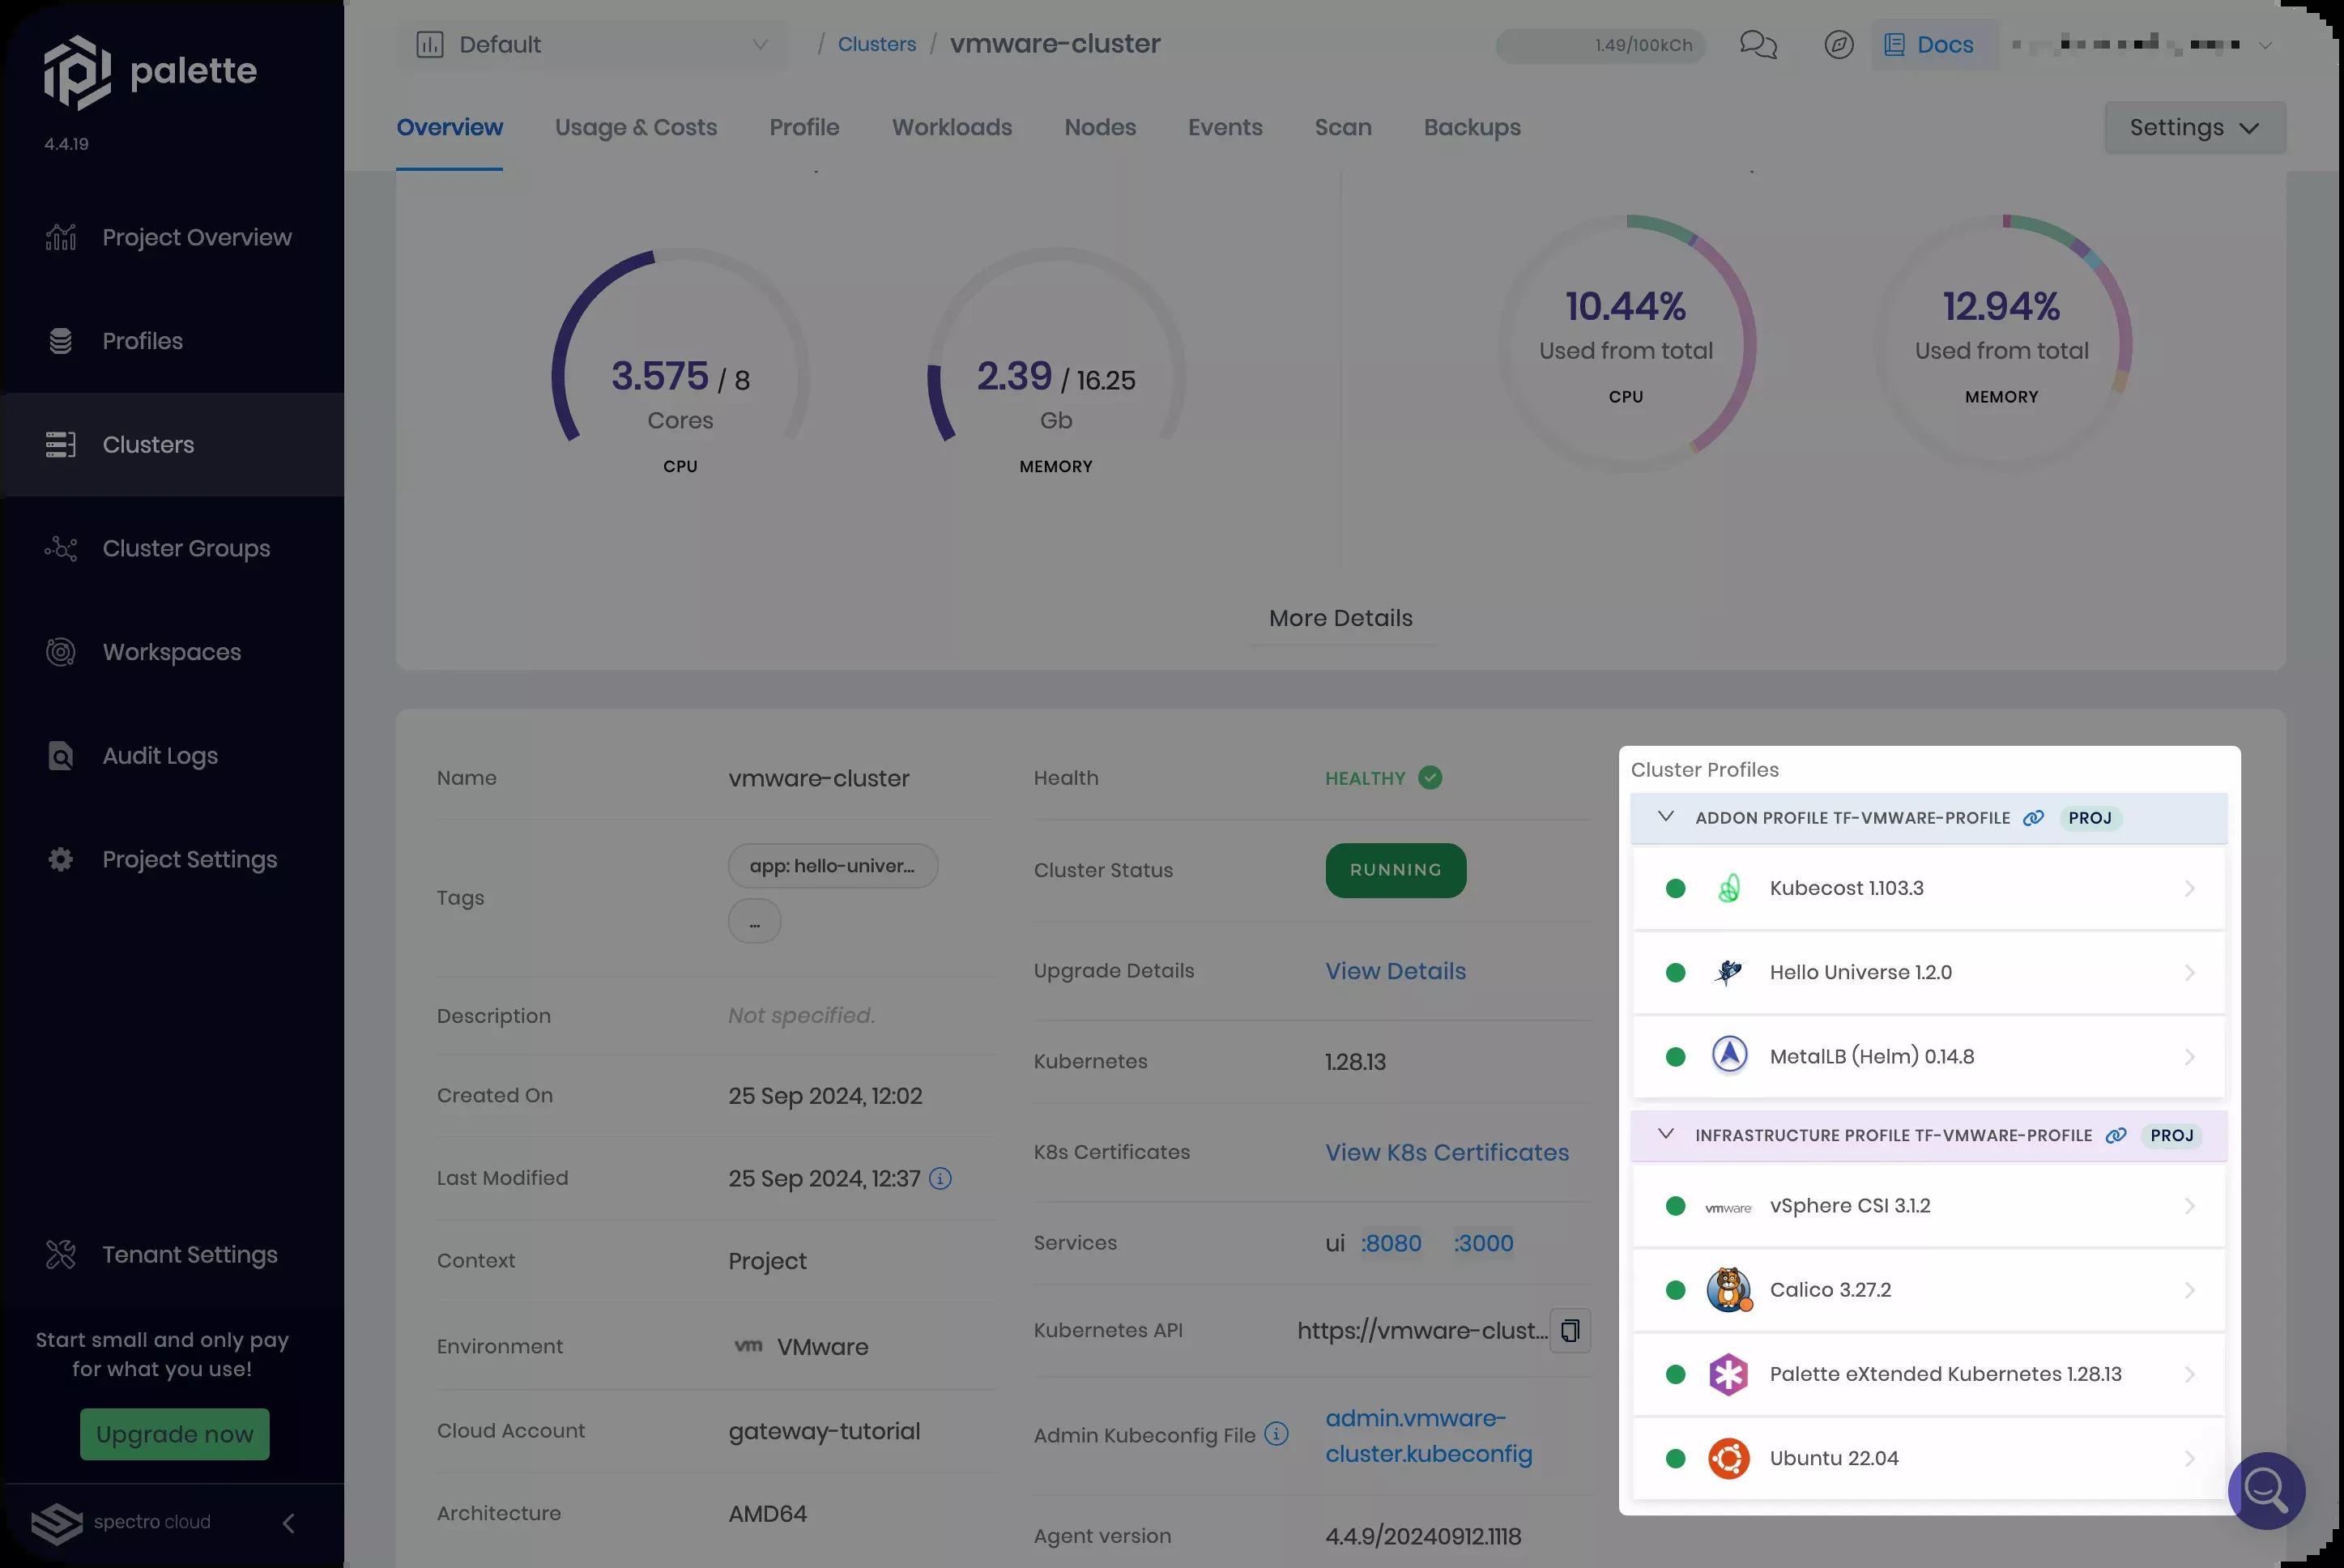 palette
4.4.19
Project Overview
Profiles
Clusters
Cluster Groups
Workspaces
Audit Logs
Project Settings
Tenant Settings
Start small and only pay
for what you use!
Upgrade now
spectro cloud
Default
/ Clusters / vmware-cluster
1.49/100kCh
Docs
Overview
Usage & Costs
Profile
Workloads
Nodes
Events
Scan
Backups
Settings
3.575 / 8
Cores
CPU
2.39 / 16.25
Gb
MEMORY
10.44%
Used from total
CPU
12.94%
Used from total
MEMORY
More Details
Name
vmware-cluster
Tags
app: hello-univer...
...
Description
Not specified.
Created On
25 Sep 2024, 12:02
Last Modified
25 Sep 2024, 12:37
Context
Project
Environment
vm VMware
Cloud Account
gateway-tutorial
Architecture
AMD64
Health
HEALTHY
Cluster Status
RUNNING
Upgrade Details
View Details
Kubernetes
1.28.13
K8s Certificates
View K8s Certificates
Services
ui :8080 :3000
Kubernetes API
https://vmware-clust...
Admin Kubeconfig File
admin.vmware-
cluster.kubeconfig
Agent version
4.4.9/20240912.1118
Cluster Profiles
ADDON PROFILE TF-VMWARE-PROFILE PROJ
Kubecost 1.103.3
Hello Universe 1.2.0
MetalLB (Helm) 0.14.8
INFRASTRUCTURE PROFILE TF-VMWARE-PROFILE PROJ
vmware vSphere CSI 3.1.2
Calico 3.27.2
Palette eXtended Kubernetes 1.28.13
Ubuntu 22.04